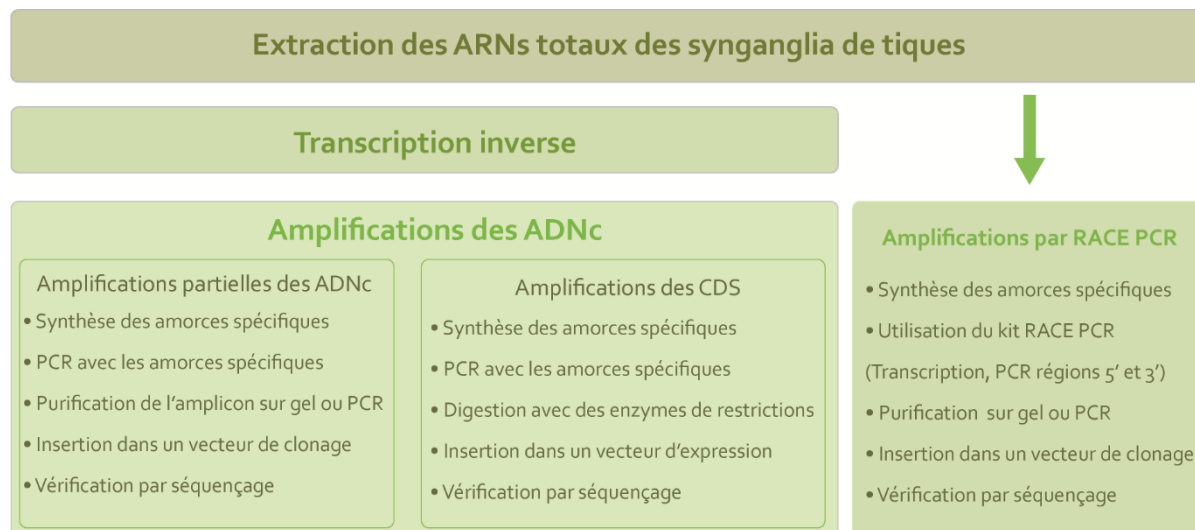 Extraction des ARNs totaux des synganglia de tiques
Transcription inverse
Amplifications des ADNc
Amplifications partielles des ADNc
• Synthèse des amorces spécifiques
• PCR avec les amorces spécifiques
• Purification de l'amplicon sur gel ou PCR
• Insertion dans un vecteur de clonage
• Vérification par séquençage
Amplifications des CDS
• Synthèse des amorces spécifiques
• PCR avec les amorces spécifiques
• Digestion avec des enzymes de restrictions
• Insertion dans un vecteur d'expression
• Vérification par séquençage
Amplifications par RACE PCR
• Synthèse des amorces spécifiques
• Utilisation du kit RACE PCR
(Transcription, PCR régions 5' et 3')
• Purification sur gel ou PCR
• Insertion dans un vecteur de clonage
• Vérification par séquençage